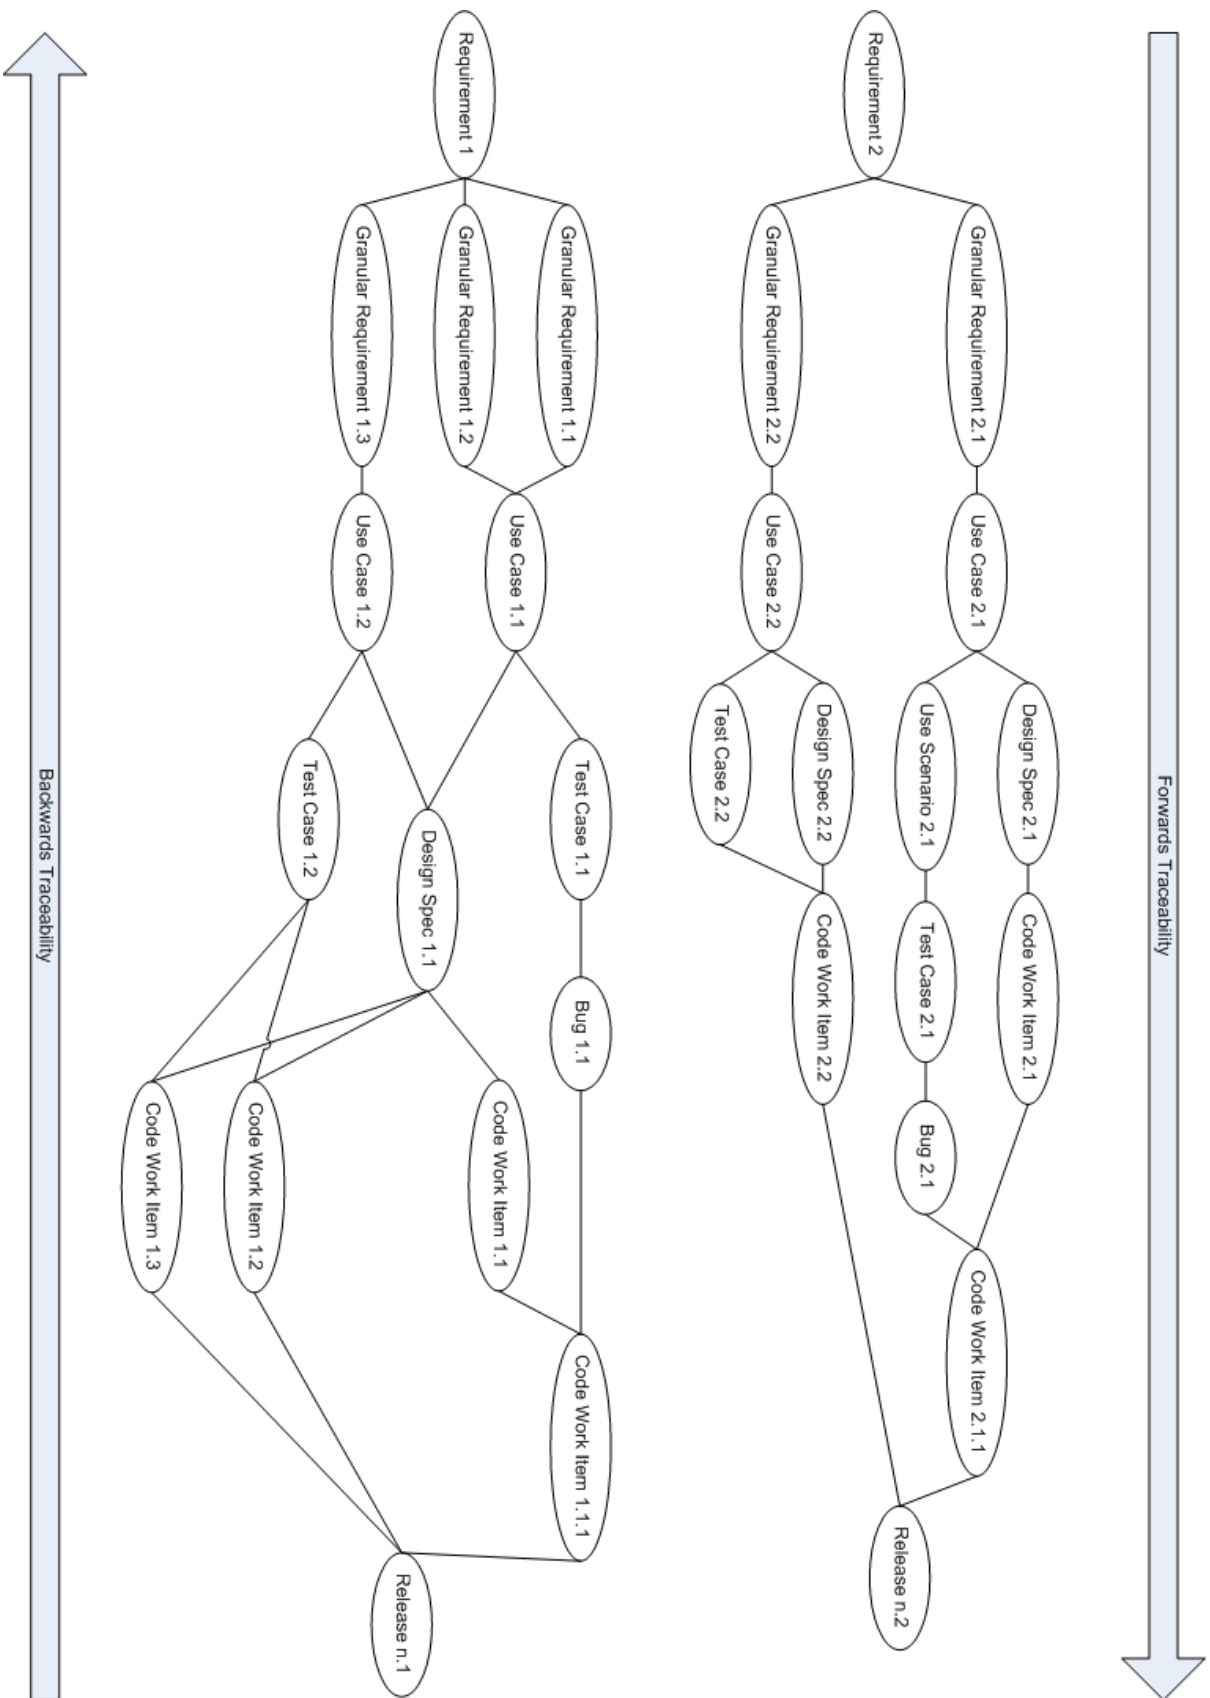 Forwards Traceability
Requirement 2
Granular Requirement 2.1
Granular Requirement 2.2
Use Case 2.1
Use Case 2.2
Design Spec 2.1
Use Scenario 2.1
Design Spec 2.2
Test Case 2.2
Code Work Item 2.1
Test Case 2.1
Code Work Item 2.2
Bug 2.1
Code Work Item 2.1.1
Release n.2
Requirement 1
Granular Requirement 1.1
Granular Requirement 1.2
Granular Requirement 1.3
Use Case 1.1
Use Case 1.2
Test Case 1.1
Design Spec 1.1
Test Case 1.2
Bug 1.1
Code Work Item 1.1
Code Work Item 1.2
Code Work Item 1.3
Code Work Item 1.1.1
Release n.1
Backwards Traceability